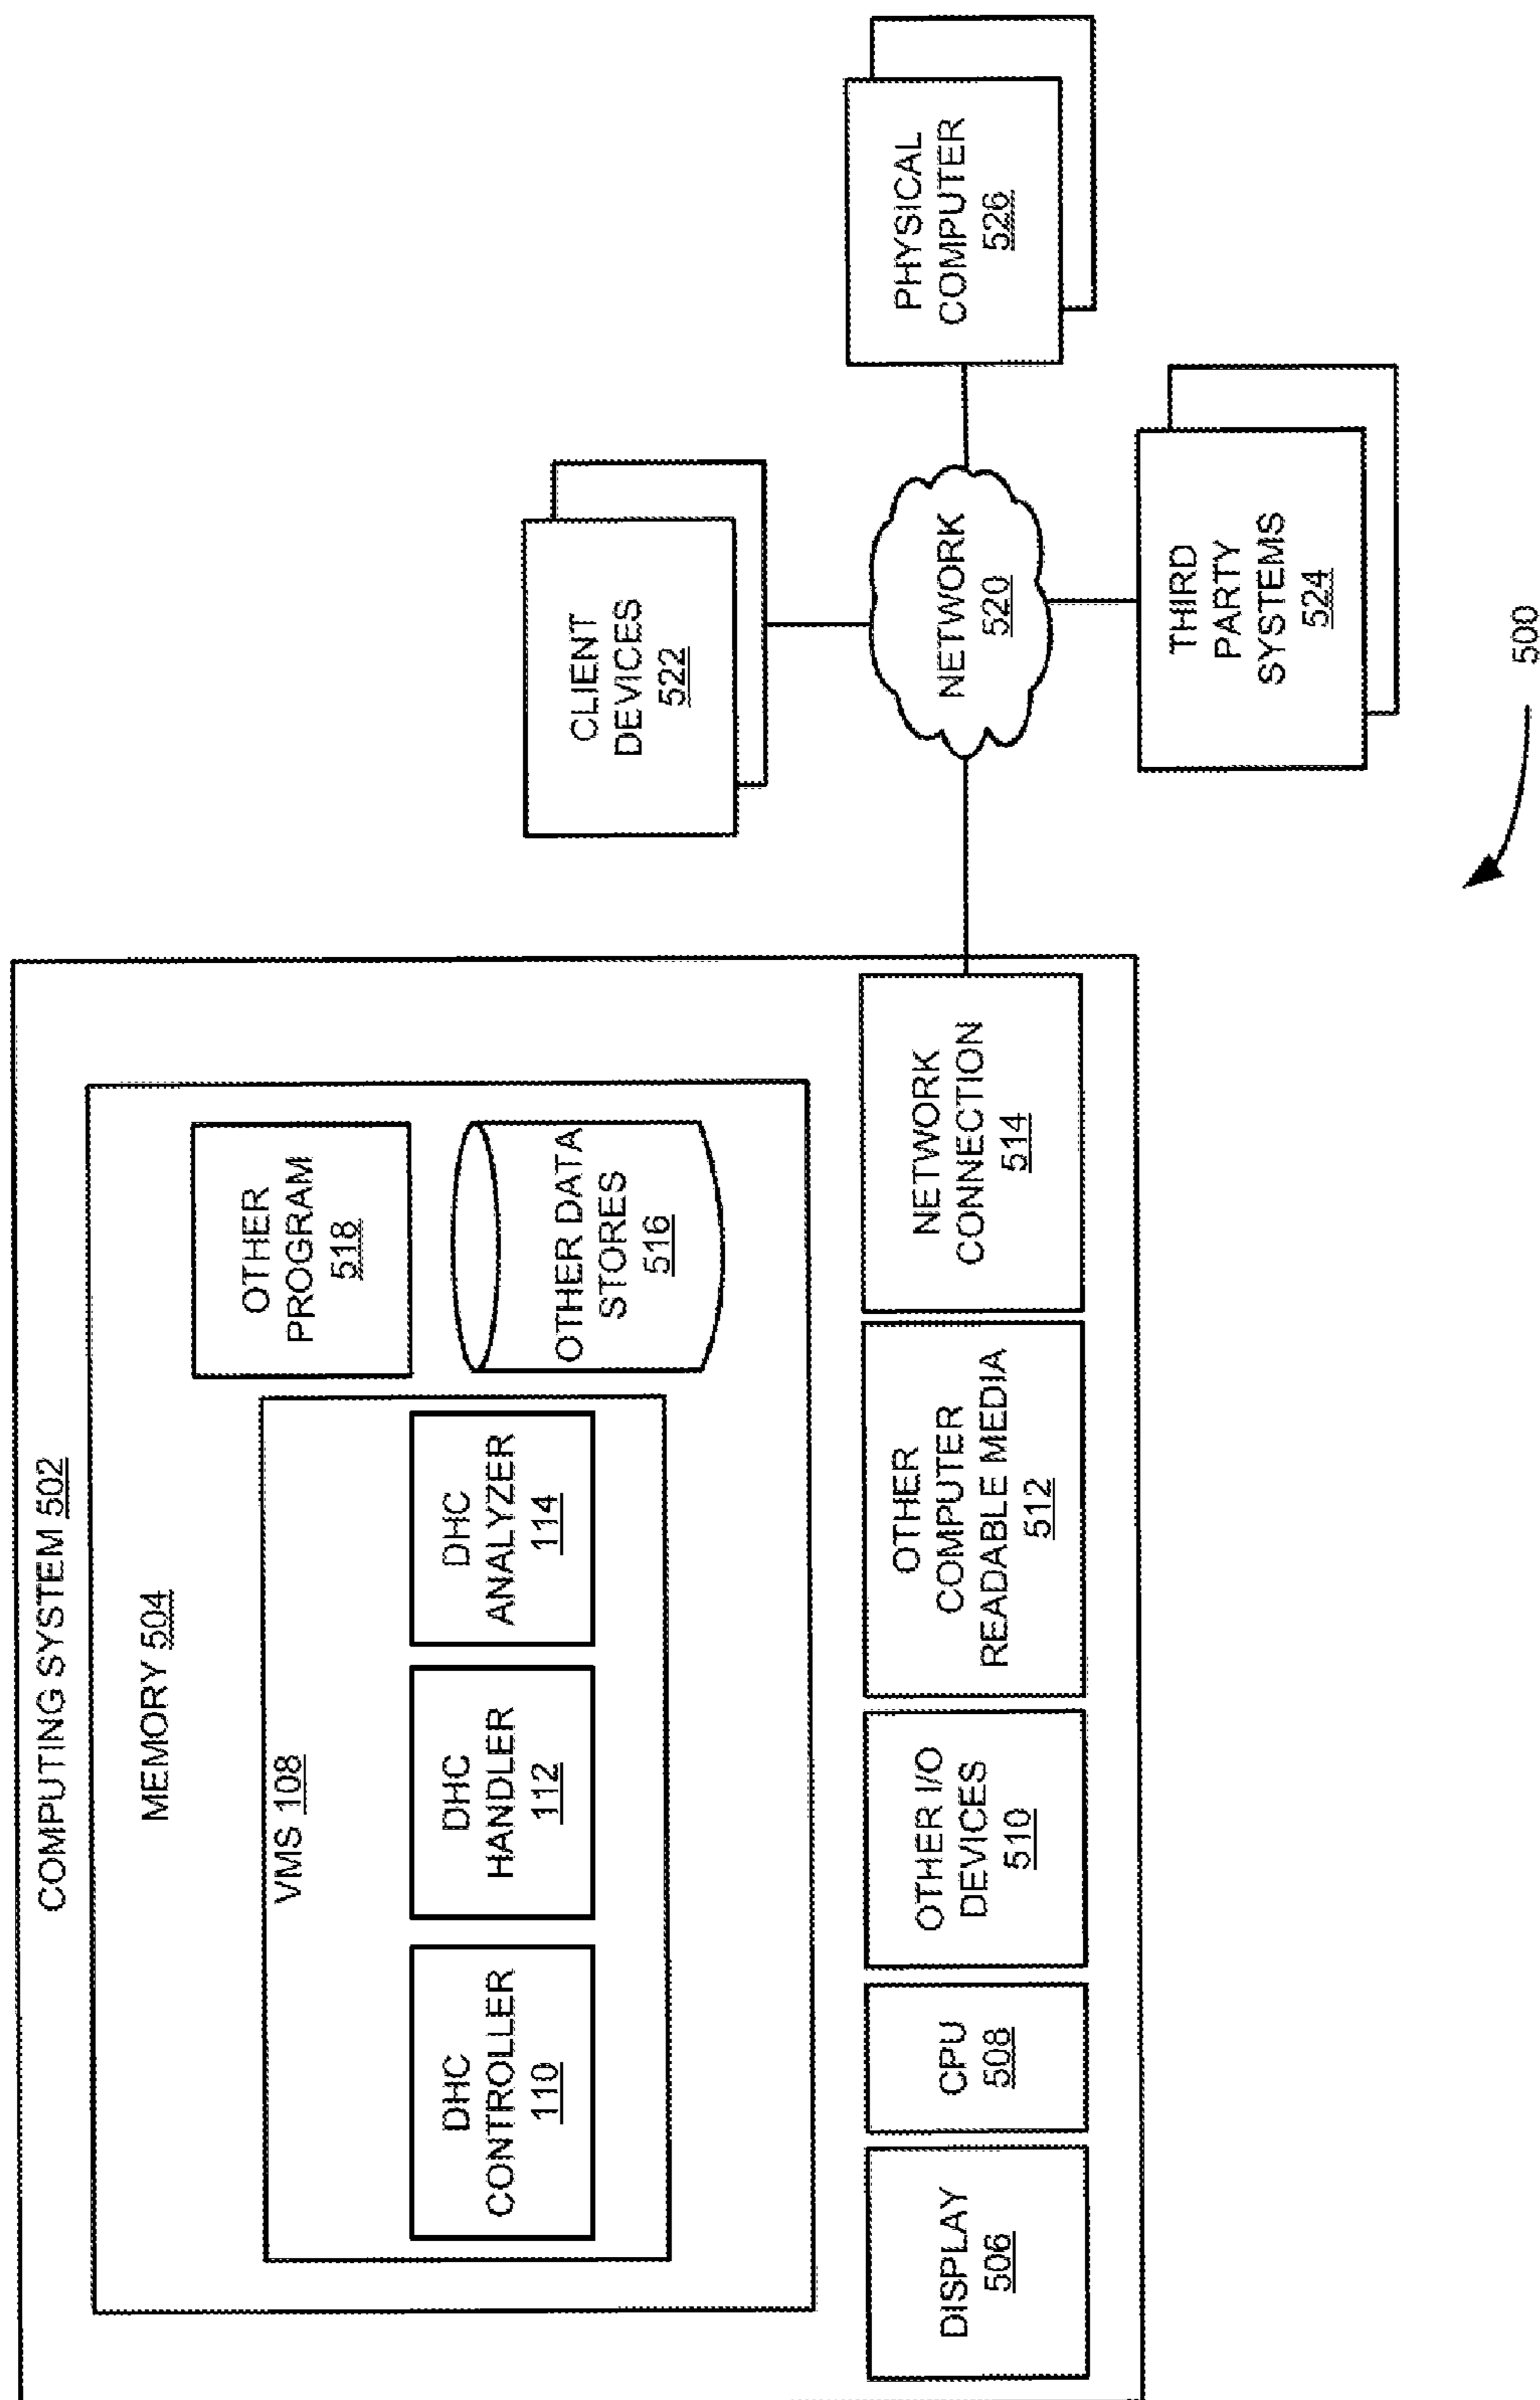 COMPUTING SYSTEM 502
MEMORY 504
VMS 108
DHC
CONTROLLER
110
DHC
HANDLER
112
DHC
ANALYZER
114
OTHER
PROGRAM
518
OTHER DATA
STORES
516
DISPLAY
506
CPU
508
OTHER I/O
DEVICES
510
OTHER
COMPUTER
READABLE MEDIA
512
NETWORK
CONNECTION
514
CLIENT
DEVICES
522
NETWORK
520
PHYSICAL
COMPUTER
526
THIRD
PARTY
SYSTEMS
524
500